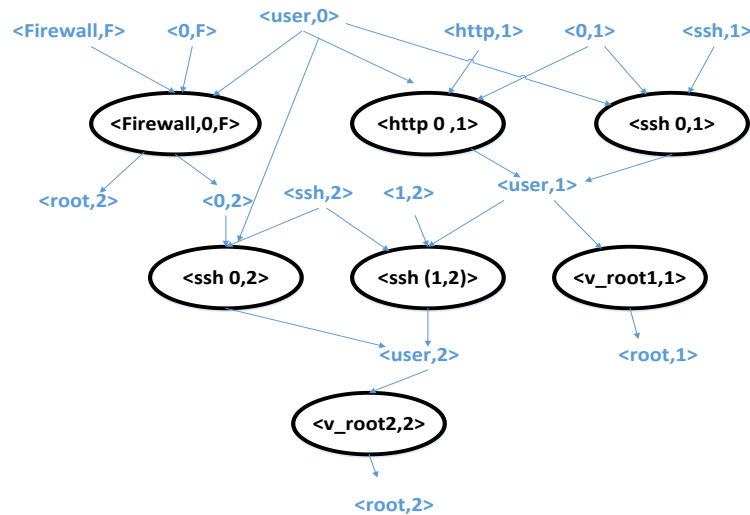 <user,0>
<Firewall,F>
<0,F>
<http,1>
<0,1>
<ssh,1>
<Firewall,0,F>
<http 0 ,1>
<ssh 0,1>
<root,2>
<0,2>
<ssh,2>
<1,2>
<user,1>
<ssh 0,2>
<ssh (1,2)>
<v_root1,1>
<user,2>
<root,1>
<v_root2,2>
<root,2>